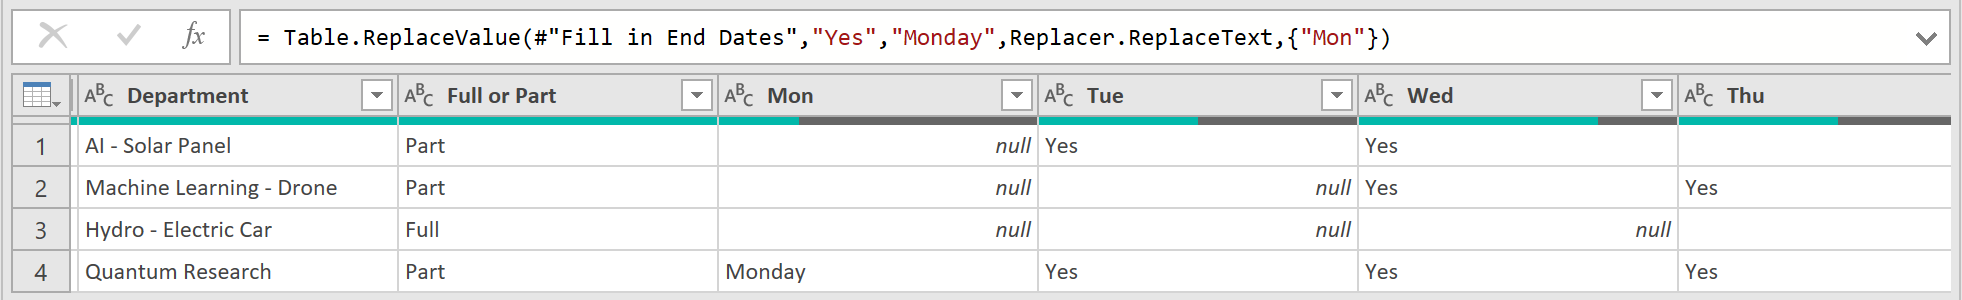 fx = Table.ReplaceValue(#"Fill in End Dates","Yes","Monday",Replacer.ReplaceText,{"Mon"})
ABC Department ABC Full or Part ABC Mon ABC Tue ABC Wed ABC Thu
1 AI - Solar Panel Part null Yes Yes
2 Machine Learning - Drone Part null null Yes Yes
3 Hydro - Electric Car Full null null null
4 Quantum Research Part Monday Yes Yes Yes